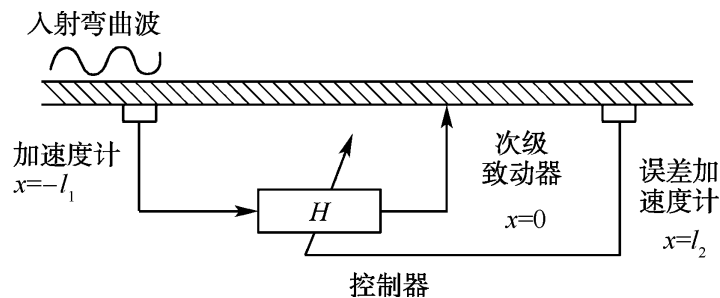 入射弯曲波
加速度计
x=-l₁
H
次级
致动器
x=0
误差加
速度计
x=l₂
控制器